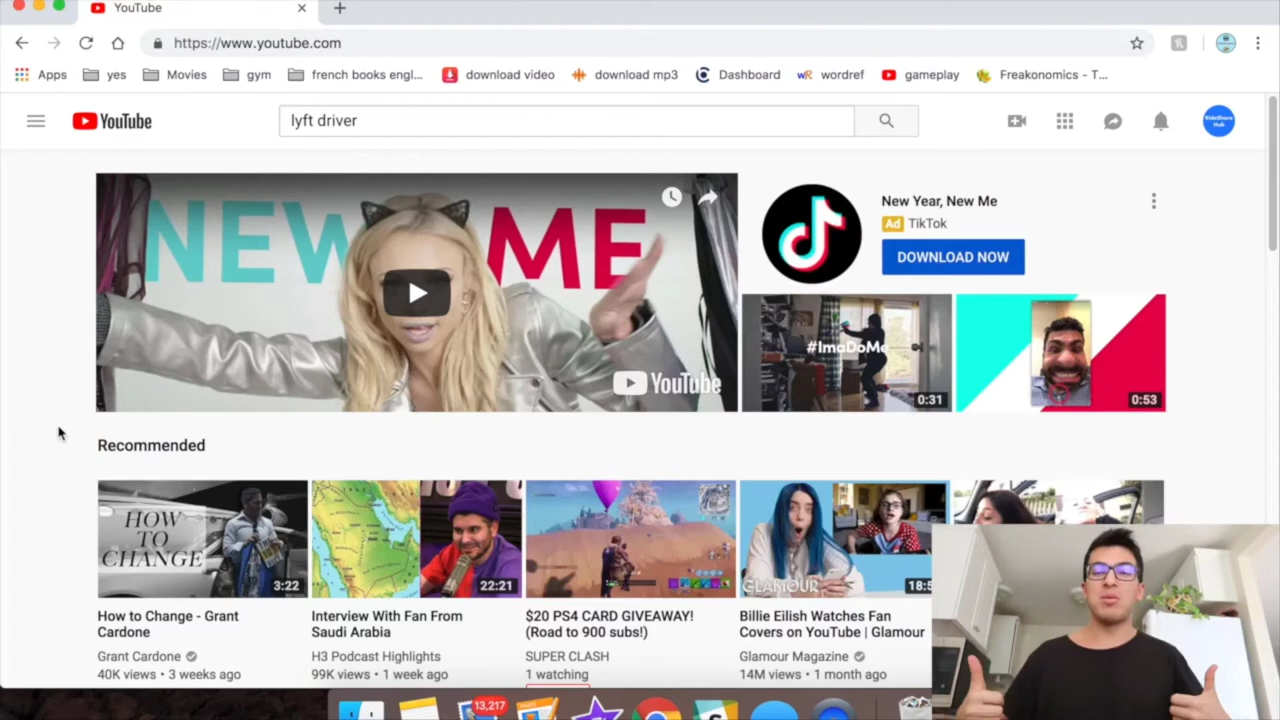 YouTube
https://www.youtube.com
Apps yes Movies gym french books engl... download video download mp3 Dashboard wordref gameplay Freakonomics - T...
YouTube
lyft driver
RideShare
Hub
NEW ME
YouTube
New Year, New Me
Ad TikTok
DOWNLOAD NOW
#ImaDoMe
0:31
0:53
Recommended
HOW
TO
CHANGE
3:22
22:21
GLAMOUR
18:5
How to Change - Grant
Cardone
Grant Cardone
40K views • 3 weeks ago
Interview With Fan From
Saudi Arabia
H3 Podcast Highlights
99K views • 1 week ago
$20 PS4 CARD GIVEAWAY!
(Road to 900 subs!)
SUPER CLASH
1 watching
Billie Eilish Watches Fan
Covers on YouTube | Glamour
Glamour Magazine
14M views • 1 month ago
13,217